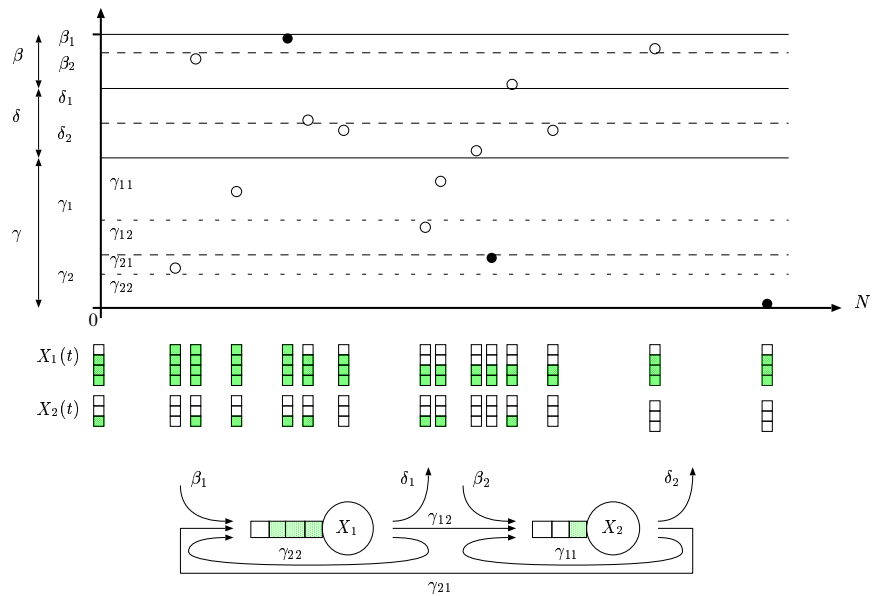 β₁
β
β₂
δ₁
δ
δ₂
γ₁₁
γ₁
γ₁₂
γ
γ₂₁
γ₂
γ₂₂
N
0
X₁(t)
X₂(t)
β₁ δ₁ β₂ δ₂
γ₁₂
X₁ X₂
γ₂₂ γ₁₁
γ₂₁